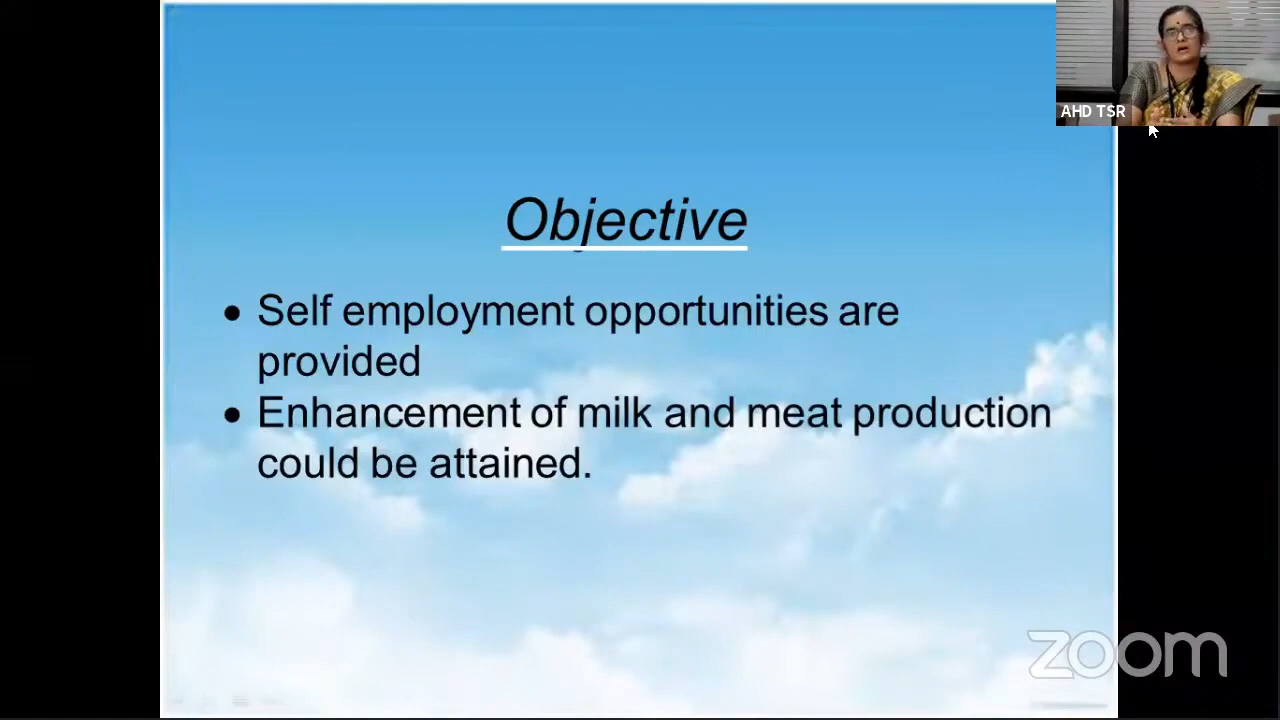 AHD TSR
Objective
• Self employment opportunities are
provided
• Enhancement of milk and meat production
could be attained.
zoom